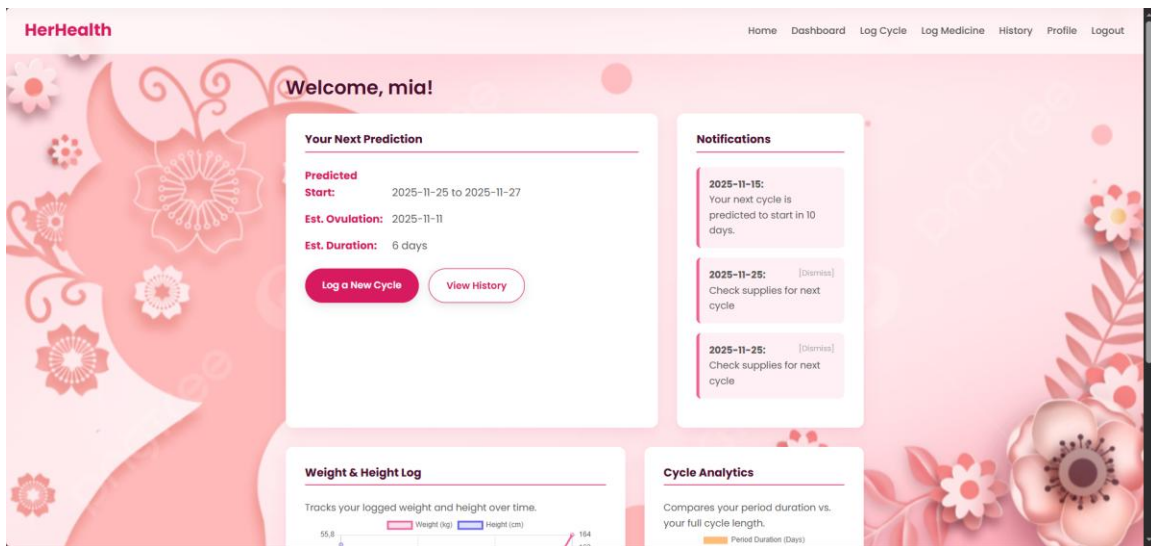 HerHealth
Home Dashboard Log Cycle Log Medicine History Profile Logout
Welcome, mia!
Your Next Prediction
Predicted
Start: 2025-11-25 to 2025-11-27
Est. Ovulation: 2025-11-11
Est. Duration: 6 days
Log a New Cycle View History
Notifications
2025-11-15:
Your next cycle is
predicted to start in 10
days.
2025-11-25: [Dismiss]
Check supplies for next
cycle
2025-11-25: [Dismiss]
Check supplies for next
cycle
Weight & Height Log
Tracks your logged weight and height over time.
Weight (kg) Height (cm)
55,8 164
Cycle Analytics
Compares your period duration vs.
your full cycle length.
Period Duration (Days)
pngtree